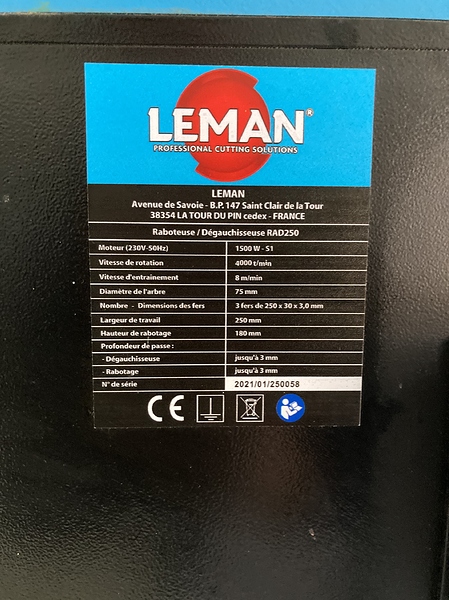 LEMAN®
PROFESSIONAL CUTTING SOLUTIONS
LEMAN
Avenue de Savoie - B.P. 147 Saint Clair de la Tour
38354 LA TOUR DU PIN cedex - FRANCE
Raboteuse / Dégauchisseuse RAD250
Moteur (230V-50Hz) 1500 W - S1
Vitesse de rotation 4000 t/min
Vitesse d'entrainement 8 m/min
Diamètre de l'arbre 75 mm
Nombre - Dimensions des fers 3 fers de 250 x 30 x 3,0 mm
Largeur de travail 250 mm
Hauteur de rabotage 180 mm
Profondeur de passe :
- Dégauchisseuse jusqu'à 3 mm
- Rabotage jusqu'à 3 mm
N° de série 2021/01/250058
CE